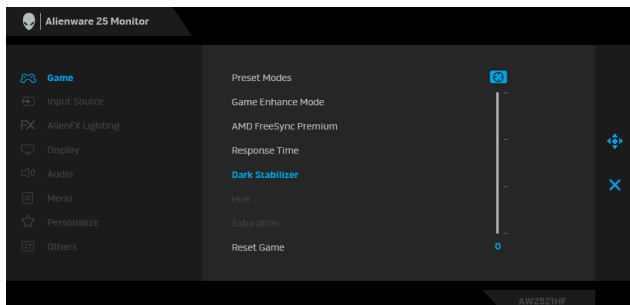 Alienware 25 Monitor
Game
Input Source
AlienFX Lighting
Display
Audio
Menu
Personalize
Others
Preset Modes
Game Enhance Mode
AMD FreeSync Premium
Response Time
Dark Stabilizer
Hue
Saturation
Reset Game
0
AW2521HF